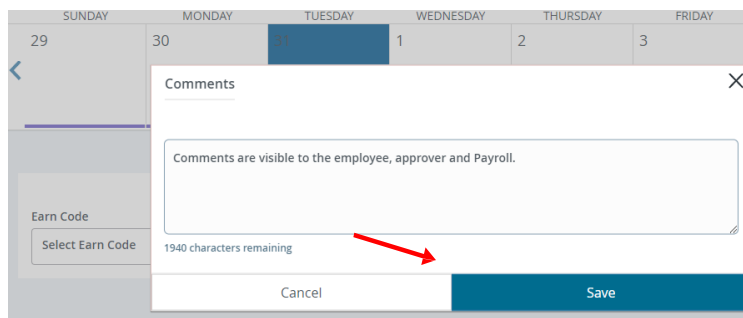 SUNDAY MONDAY TUESDAY WEDNESDAY THURSDAY FRIDAY
29 30 31 1 2 3
Comments
Comments are visible to the employee, approver and Payroll.
Earn Code
Select Earn Code
1940 characters remaining
Cancel Save